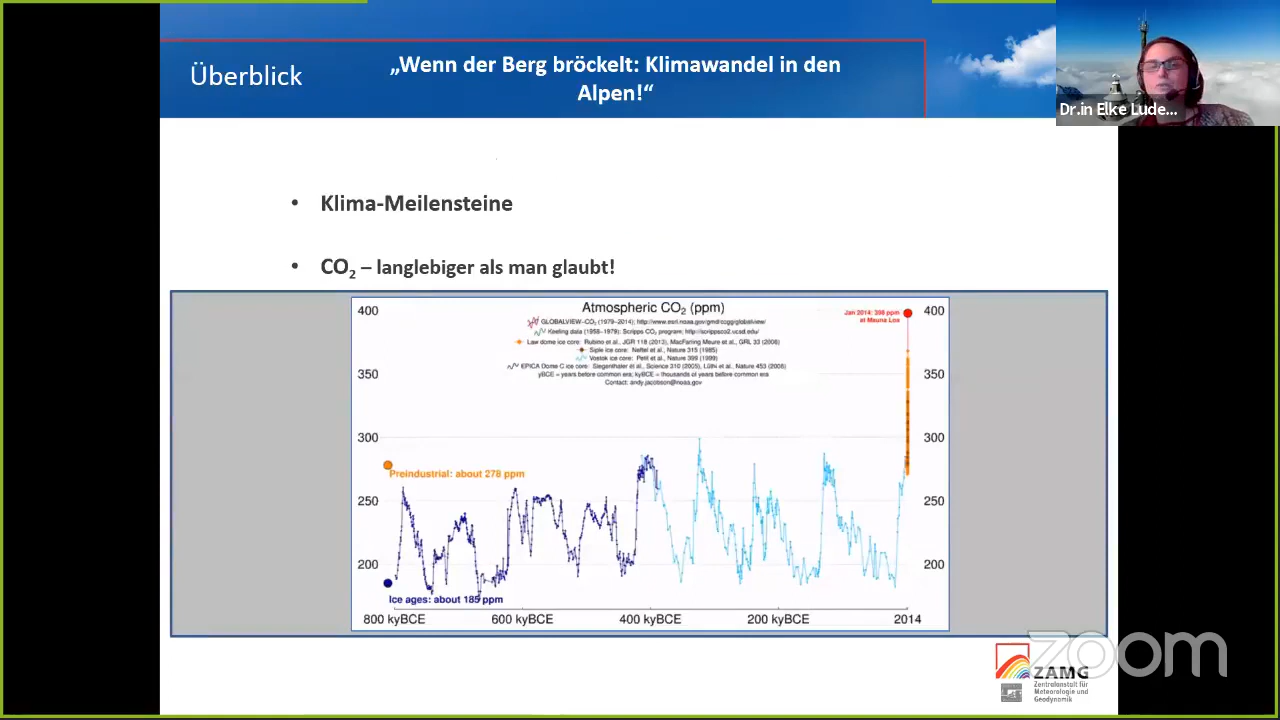 Überblick
„Wenn der Berg bröckelt: Klimawandel in den
Alpen!“
Dr.in Elke Lude...
• Klima-Meilensteine
• CO₂ – langlebiger als man glaubt!
Atmospheric CO₂ (ppm)
GLOBALVIEW-CO₂ (1979-2014): http://www.esrl.noaa.gov/gmd/ccgg/globalview/
Keeling data (1958-1979): Scripps CO₂ program; http://scrippsco2.ucsd.edu/
Law dome ice core: Rubino et al., JGR 118 (2013), MacFarling Meure et al., GRL 33 (2006)
Siple ice core: Neftel et al., Nature 315 (1985)
Vostok ice core: Petit et al., Nature 399 (1999)
EPICA Dome C ice core: Siegenthaler et al., Science 310 (2005), Lüthi et al., Nature 453 (2008)
yBCE = years before common era; kyBCE = thousands of years before common era
Contact: andy.jacobson@noaa.gov
Jan 2014: 398 ppm
at Mauna Loa
400
400
350
350
300
300
Preindustrial: about 278 ppm
250
250
200
200
Ice ages: about 185 ppm
800 kyBCE 600 kyBCE 400 kyBCE 200 kyBCE 2014
zoom
ZAMG
Zentralanstalt für
Meteorologie und
Geodynamik